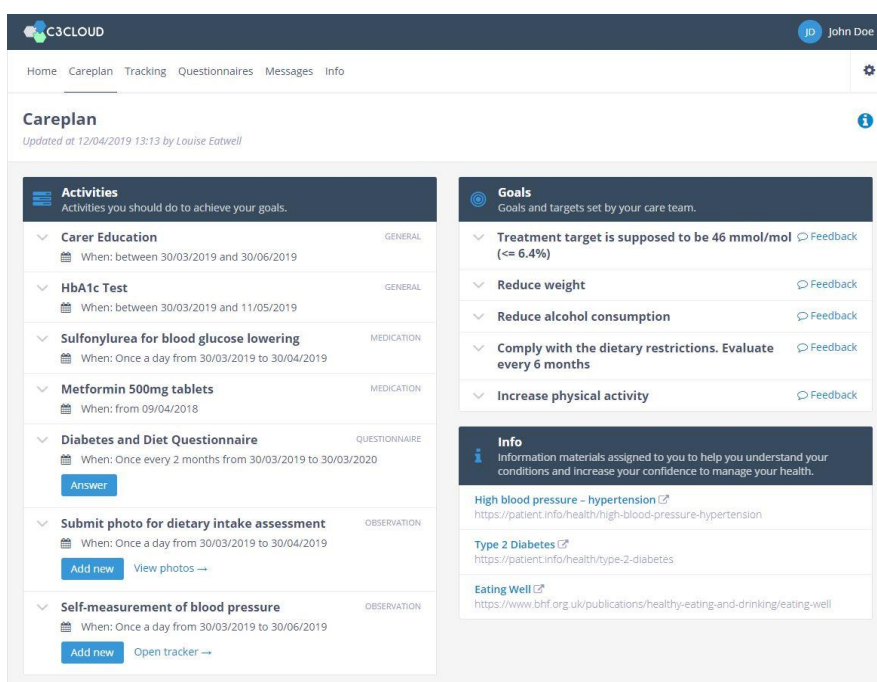 C3CLOUD
JD John Doe
Home Careplan Tracking Questionnaires Messages Info
Careplan
Updated at 12/04/2019 13:13 by Louise Eatwell
Activities
Activities you should do to achieve your goals.
Carer Education GENERAL
When: between 30/03/2019 and 30/06/2019
HbA1c Test GENERAL
When: between 30/03/2019 and 11/05/2019
Sulfonylurea for blood glucose lowering MEDICATION
When: Once a day from 30/03/2019 to 30/04/2019
Metformin 500mg tablets MEDICATION
When: from 09/04/2018
Diabetes and Diet Questionnaire QUESTIONNAIRE
When: Once every 2 months from 30/03/2019 to 30/03/2020
Answer
Submit photo for dietary intake assessment OBSERVATION
When: Once a day from 30/03/2019 to 30/04/2019
Add new View photos →
Self-measurement of blood pressure OBSERVATION
When: Once a day from 30/03/2019 to 30/06/2019
Add new Open tracker →
Goals
Goals and targets set by your care team.
Treatment target is supposed to be 46 mmol/mol Feedback
(<= 6.4%)
Reduce weight Feedback
Reduce alcohol consumption Feedback
Comply with the dietary restrictions. Evaluate Feedback
every 6 months
Increase physical activity Feedback
Info
Information materials assigned to you to help you understand your
conditions and increase your confidence to manage your health.
High blood pressure – hypertension
https://patient.info/health/high-blood-pressure-hypertension
Type 2 Diabetes
https://patient.info/health/type-2-diabetes
Eating Well
https://www.bhf.org.uk/publications/healthy-eating-and-drinking/eating-well